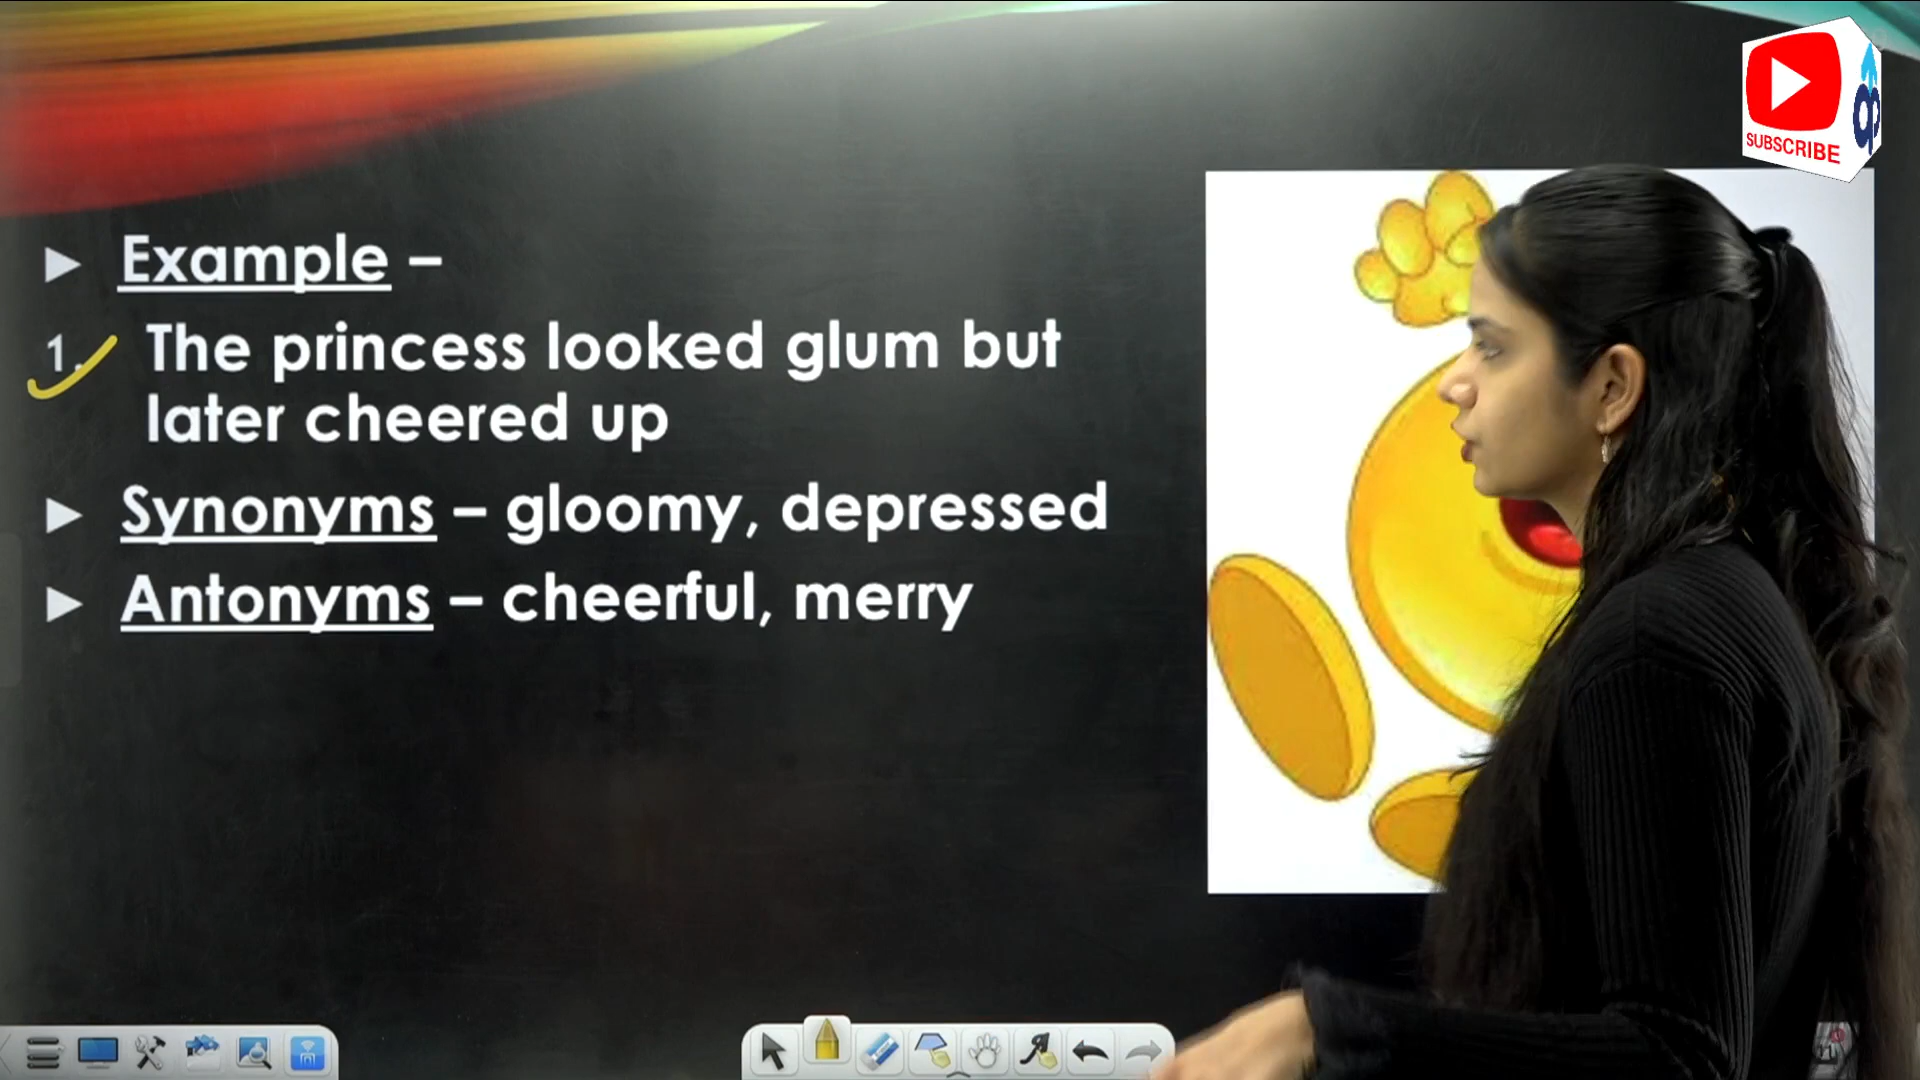 SUBSCRIBE
Example –
1. The princess looked glum but
later cheered up
Synonyms – gloomy, depressed
Antonyms – cheerful, merry